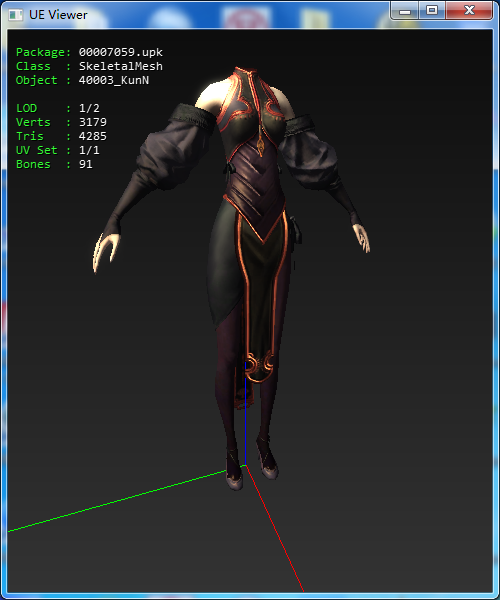 UE Viewer
Package: 00007059.upk
Class : SkeletalMesh
Object : 40003_KunN
LOD : 1/2
Verts : 3179
Tris : 4285
UV Set : 1/1
Bones : 91